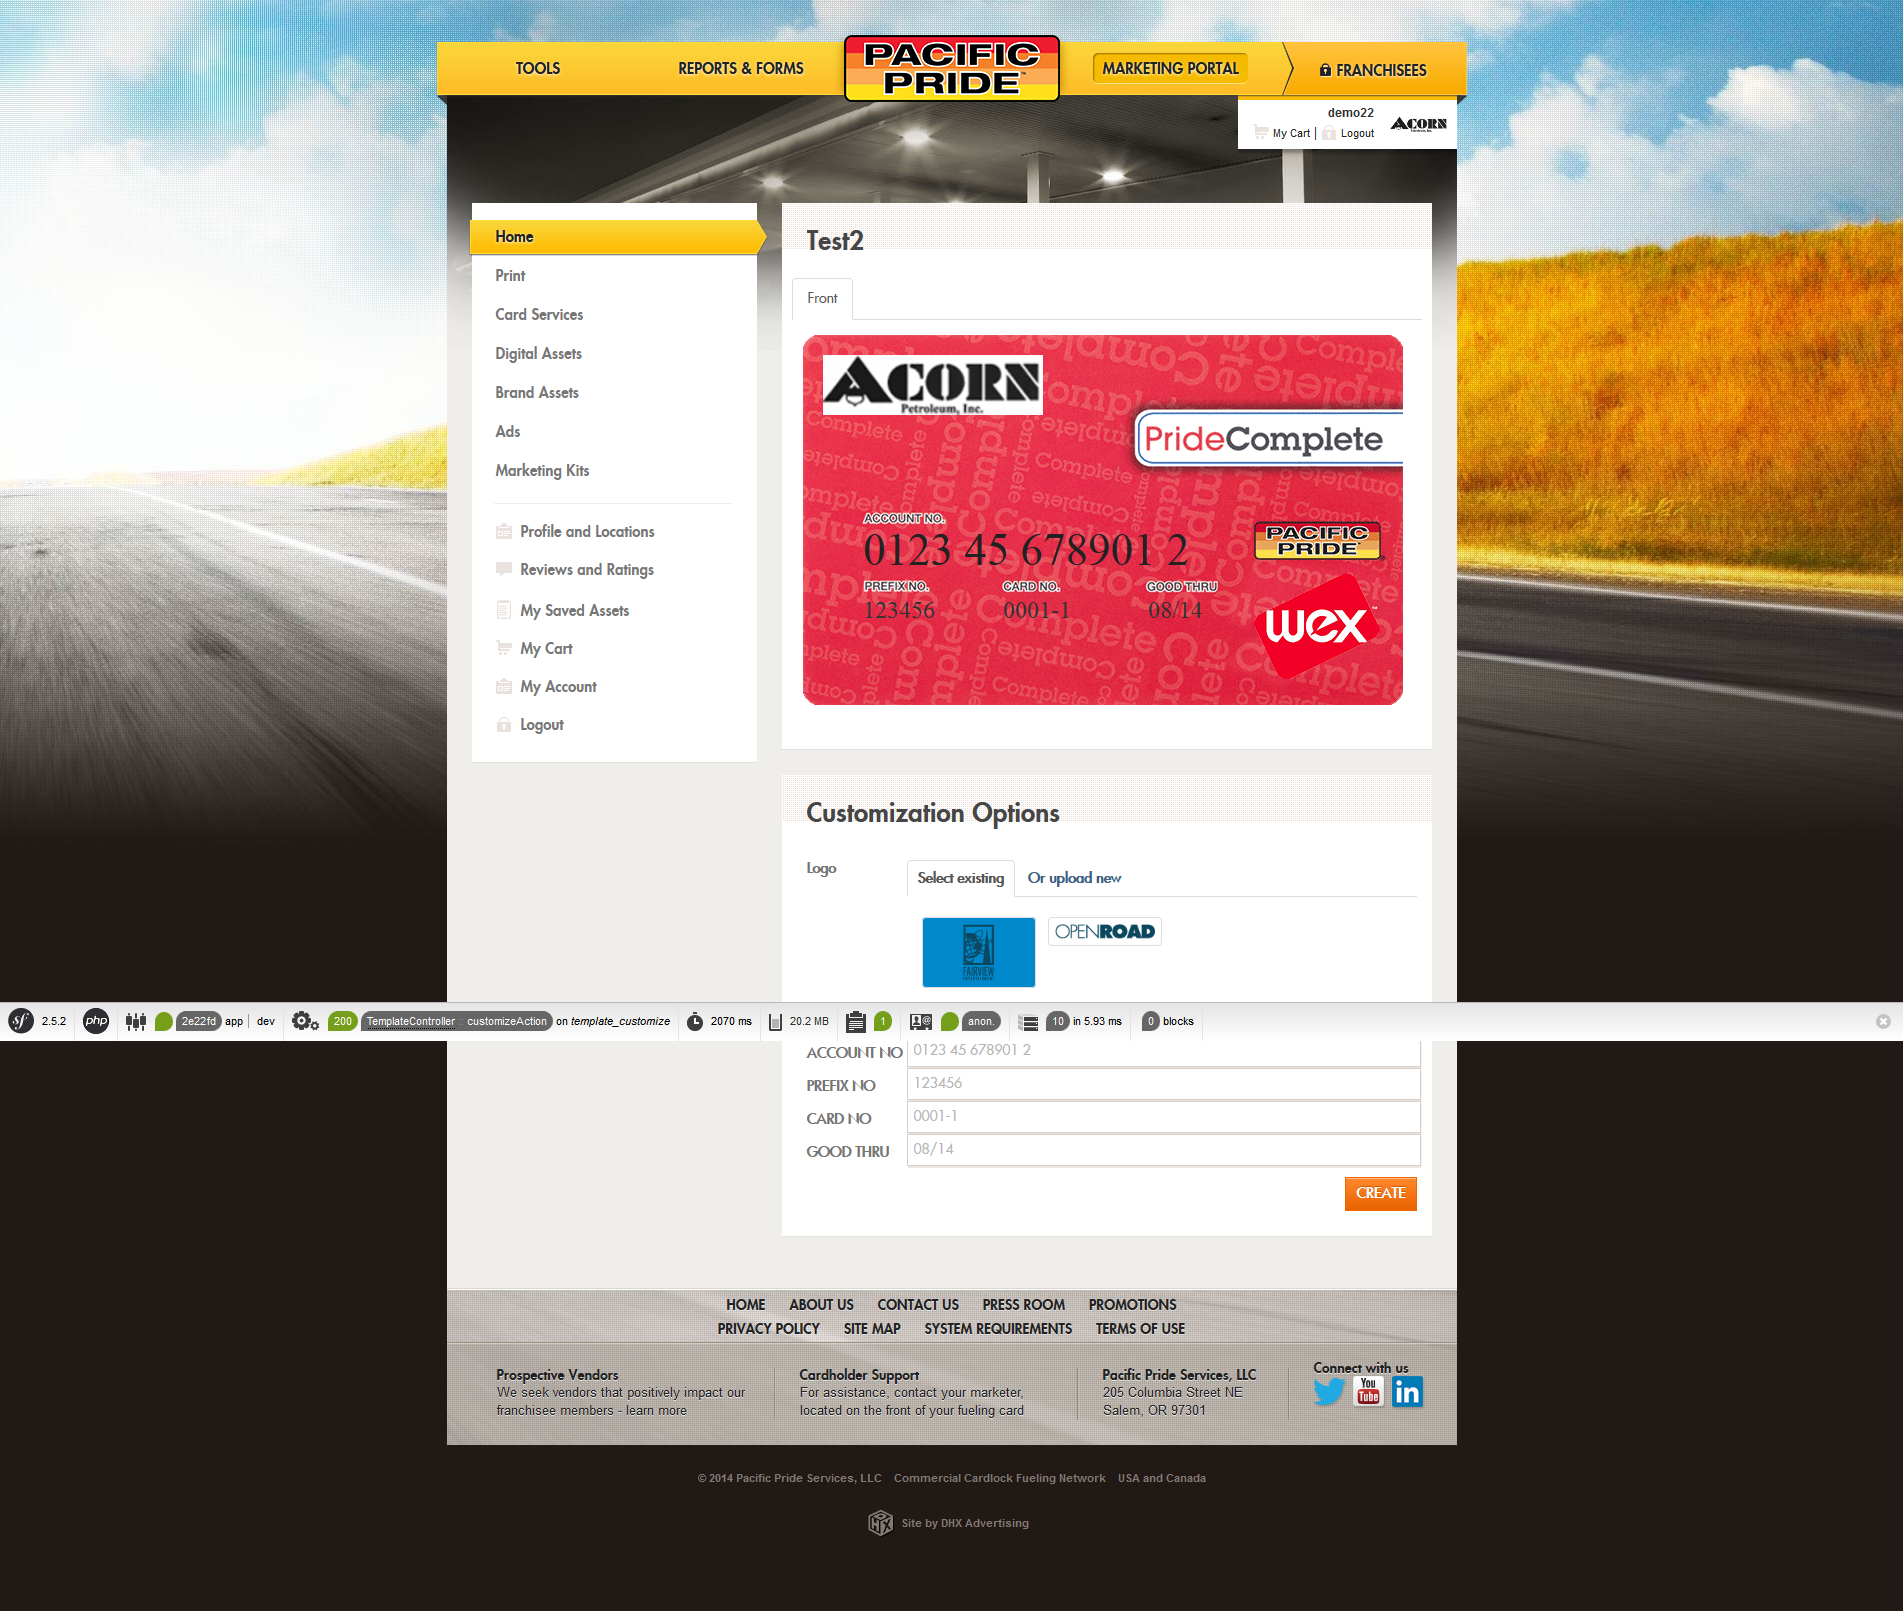 TOOLS
REPORTS & FORMS
PACIFIC
PRIDE™
MARKETING PORTAL
FRANCHISEES
demo22
My Cart | Logout
ACORN
Home
Print
Card Services
Digital Assets
Brand Assets
Ads
Marketing Kits
Profile and Locations
Reviews and Ratings
My Saved Assets
My Cart
My Account
Logout
Test2
Front
ACORN
Petroleum, Inc.
PrideComplete
ACCOUNT NO.
0123 45 678901 2
PREFIX NO. CARD NO. GOOD THRU
123456 0001-1 08/14
PACIFIC
PRIDE
wex™
Customization Options
Logo
Select existing
Or upload new
FAIRVIEW
OPENROAD
2.5.2 php 2e22fd app | dev 200 TemplateController :: customizeAction on template_customize 2070 ms 20.2 MB 1 anon. 10 in 5.93 ms 0 blocks
ACCOUNT NO 0123 45 678901 2
PREFIX NO 123456
CARD NO 0001-1
GOOD THRU 08/14
CREATE
HOME ABOUT US CONTACT US PRESS ROOM PROMOTIONS
PRIVACY POLICY SITE MAP SYSTEM REQUIREMENTS TERMS OF USE
Prospective Vendors
We seek vendors that positively impact our
franchisee members - learn more
Cardholder Support
For assistance, contact your marketer,
located on the front of your fueling card
Pacific Pride Services, LLC
205 Columbia Street NE
Salem, OR 97301
Connect with us
You
Tube
in
© 2014 Pacific Pride Services, LLC Commercial Cardlock Fueling Network USA and Canada
DHX
Site by DHX Advertising